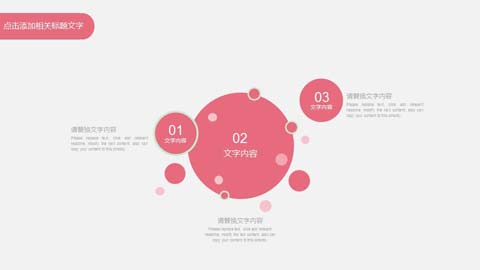 点击添加相关标题文字
03
文字内容
请替换文字内容
Please replace text, click add relevant
headline, modify the text content, also can
copy your content to this directly.
01
文字内容
请替换文字内容
Please replace text, click add relevant
headline, modify the text content, also can
copy your content to this directly.
02
文字内容
请替换文字内容
Please replace text, click add relevant
headline, modify the text content, also can
copy your content to this directly.